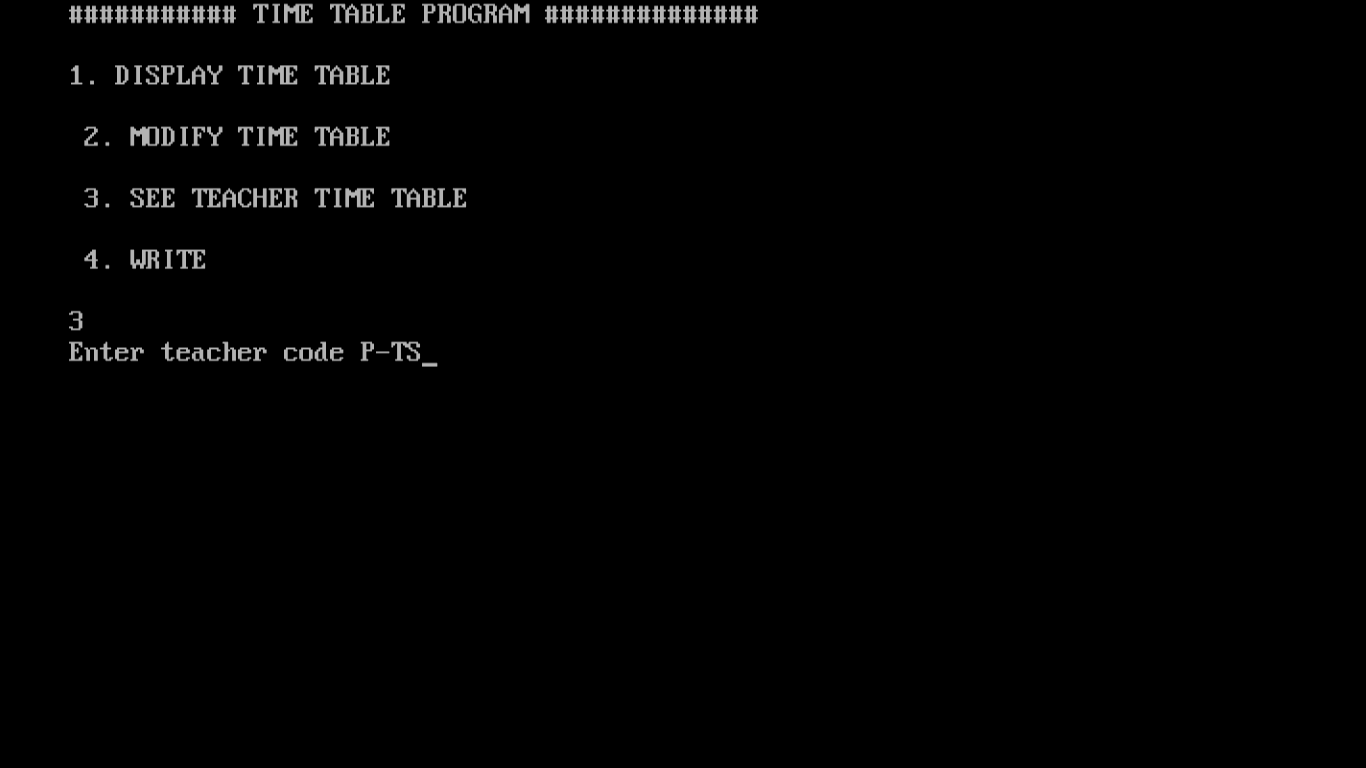 ########### TIME TABLE PROGRAM ##############
1. DISPLAY TIME TABLE
2. MODIFY TIME TABLE
3. SEE TEACHER TIME TABLE
4. WRITE
3
Enter teacher code P-TS_